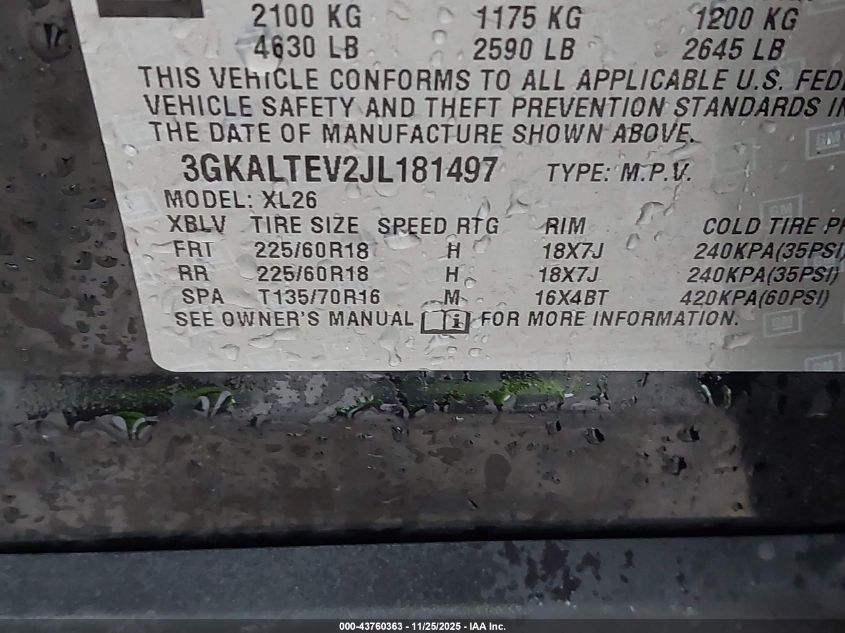 2100 KG 1175 KG 1200 KG
4630 LB 2590 LB 2645 LB
THIS VEHICLE CONFORMS TO ALL APPLICABLE U.S. FED
VEHICLE SAFETY AND THEFT PREVENTION STANDARDS IN
THE DATE OF MANUFACTURE SHOWN ABOVE.
3GKALTEV2JL181497 TYPE: M.P.V.
MODEL: XL26
XBLV TIRE SIZE SPEED RTG RIM COLD TIRE PR
FRT 225/60R18 H 18X7J 240KPA(35PSI)
RR 225/60R18 H 18X7J 240KPA(35PSI)
SPA T135/70R16 M 16X4BT 420KPA(60PSI)
SEE OWNER'S MANUAL FOR MORE INFORMATION.
000-43760363 - 11/25/2025 - IAA Inc.